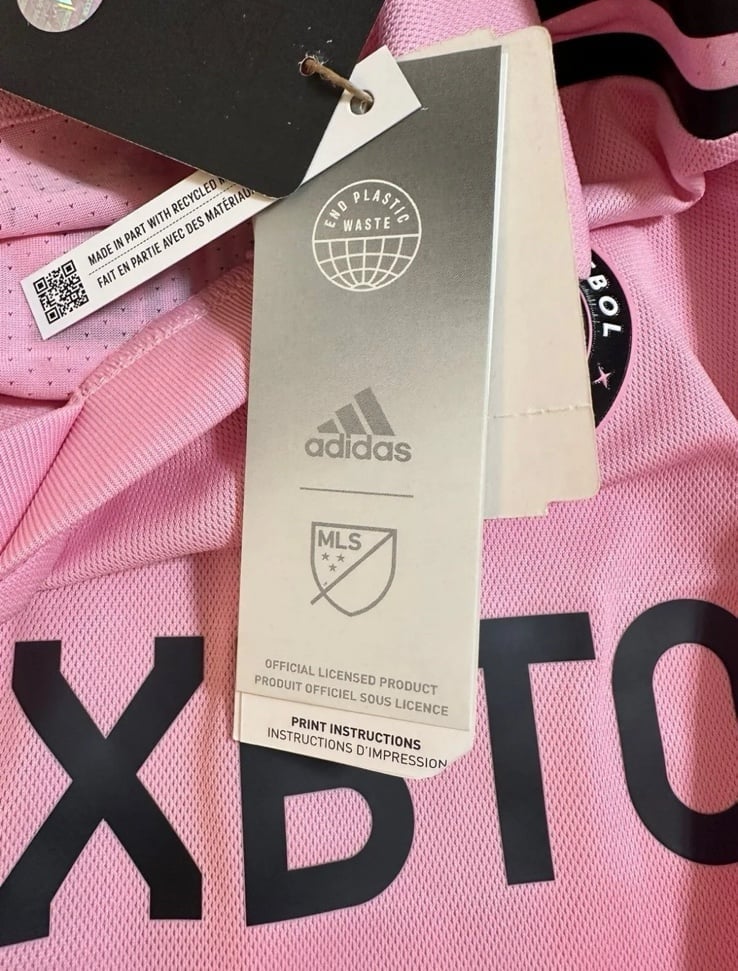 MADE IN PART WITH RECYCLED
FAIT EN PARTIE AVEC DES
END PLASTIC
WASTE
BOL
adidas
MLS
OFFICIAL LICENSED PRODUCT
PRODUIT OFFICIEL SOUS LICENCE
PRINT INSTRUCTIONS
INSTRUCTIONS D'IMPRESSION
XBTO